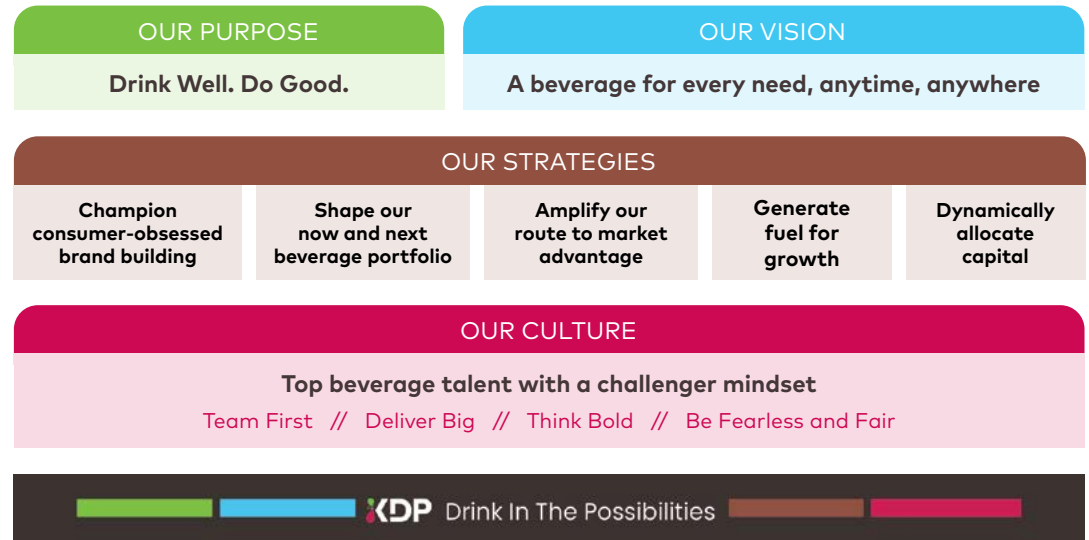 OUR PURPOSE
Drink Well. Do Good.
OUR VISION
A beverage for every need, anytime, anywhere
OUR STRATEGIES
Champion
consumer-obsessed
brand building
Shape our
now and next
beverage portfolio
Amplify our
route to market
advantage
Generate
fuel for
growth
Dynamically
allocate
capital
OUR CULTURE
Top beverage talent with a challenger mindset
Team First // Deliver Big // Think Bold // Be Fearless and Fair
KDP Drink In The Possibilities